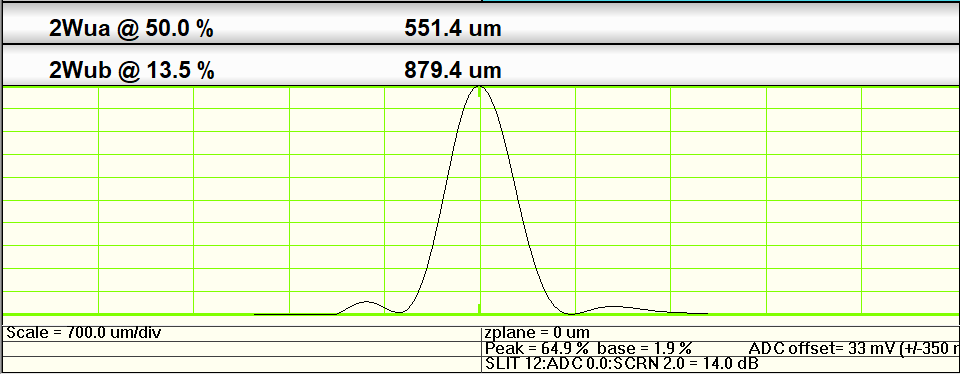 2Wua @ 50.0 % 551.4 um
2Wub @ 13.5 % 879.4 um
Scale = 700.0 um/div zplane = 0 um
Peak = 64.9 % base = 1.9 % ADC offset= 33 mV (+/-350
SLIT 12:ADC 0.0:SCRN 2.0 = 14.0 dB